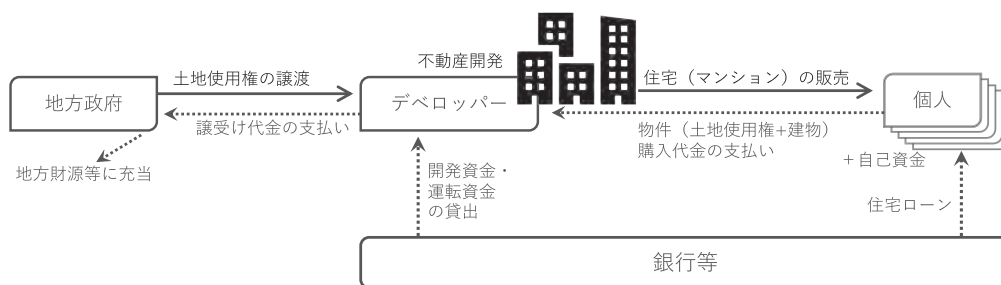 不動産開発
土地使用権の譲渡
住宅（マンション）の販売
地方政府
デベロッパー
個人
譲受け代金の支払い
物件（土地使用権+建物）
購入代金の支払い
地方財源等に充当
開発資金・
運転資金
の貸出
＋自己資金
住宅ローン
銀行等